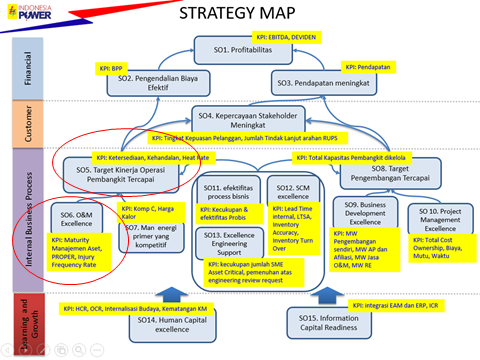 INDONESIA
POWER
STRATEGY MAP
Financial
KPI: EBITDA, DEVIDEN
SO1. Profitabilitas
KPI: BPP
SO2. Pengendalian Biaya
Efektif
KPI: Pendapatan
SO3. Pendapatan meningkat
Customer
SO4. Kepercayaan Stakeholder
Meningkat
KPI: Tingkat Kepuasan Pelanggan, Jumlah Tindak Lanjut arahan RUPS
Internal Business Process
KPI: Ketersediaan, Kehandalan, Heat Rate
SO5. Target Kinerja Operasi
Pembangkit Tercapai
KPI: Total Kapasitas Pembangkit dikelola
SO8. Target
Pengembangan Tercapai
SO6. O&M
Excellence
KPI: Maturity
Manajemen Aset,
PROPER, Injury
Frequency Rate
KPI: Komp C, Harga
Kalor
SO7. Man energi
primer yang
kompetitif
SO11. efektifitas
process bisnis
KPI: Kecukupan &
efektifitas Probis
SO12. SCM
excellence
KPI: Lead Time
internal, LTSA,
Inventory
Accuracy,
Inventory Turn
Over
SO13. Excellence
Engineering
Support
KPI: kecukupan jumlah SME
Asset Critical, pemenuhan atas
engineering review request
SO9. Business
Development
Excellence
KPI: MW
Pengembangan
sendiri, MW AP dan
Afiliasi, MW Jasa
O&M, MW RE
SO 10. Project
Management
Excellence
KPI: Total Cost
Ownership, Biaya,
Mutu, Waktu
Learning and
Growth
KPI: HCR, OCR, Internalisasi Budaya, Kematangan KM
SO14. Human Capital
excellence
KPI: integrasi EAM dan ERP, ICR
SO15. Information
Capital Readiness